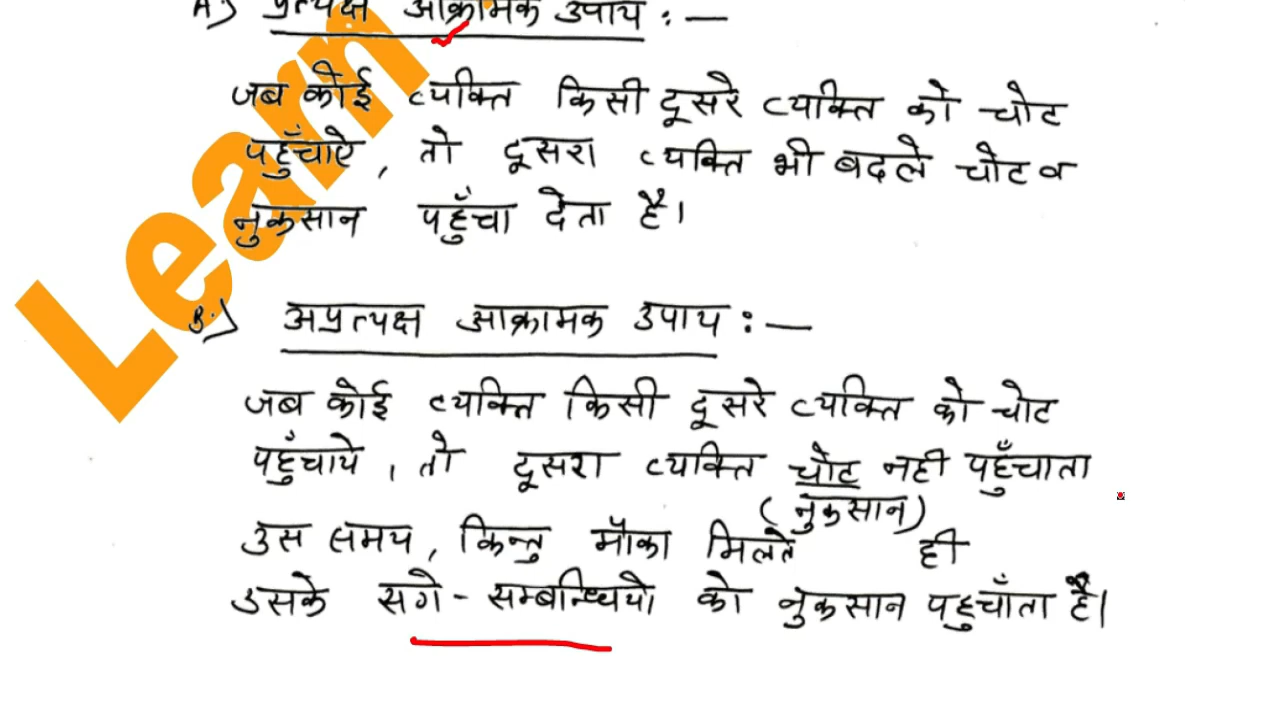 A.) प्रत्यक्ष आक्रामक उपाय : —
जब कोई व्यक्ति किसी दूसरे व्यक्ति को चोट
पहुँचाऐ, तो दूसरा व्यक्ति भी बदले चोट व
नुकसान पहुँचा देता है।
B.) अप्रत्यक्ष आक्रामक उपाय : —
जब कोई व्यक्ति किसी दूसरे व्यक्ति को चोट
पहुँचाये, तो दूसरा व्यक्ति चोट नही पहुँचाता
(नुकसान)
उस समय, किन्तु मौका मिलते ही
उसके सगे - सम्बन्धियो को नुकसान पहुचाँता है।
Learn